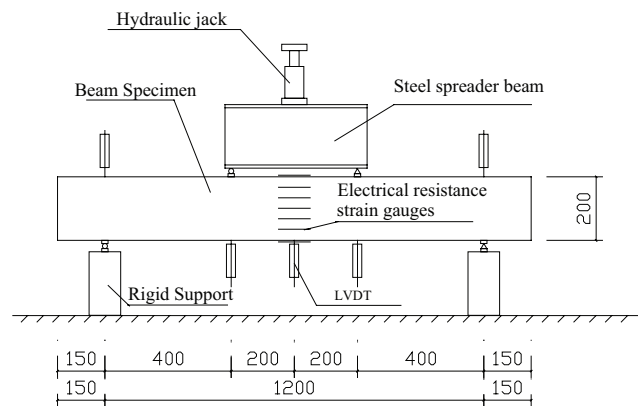 Hydraulic jack
Steel spreader beam
Beam Specimen
Electrical resistance
strain gauges
200
Rigid Support
LVDT
150 400 200 200 400 150
150 1200 150